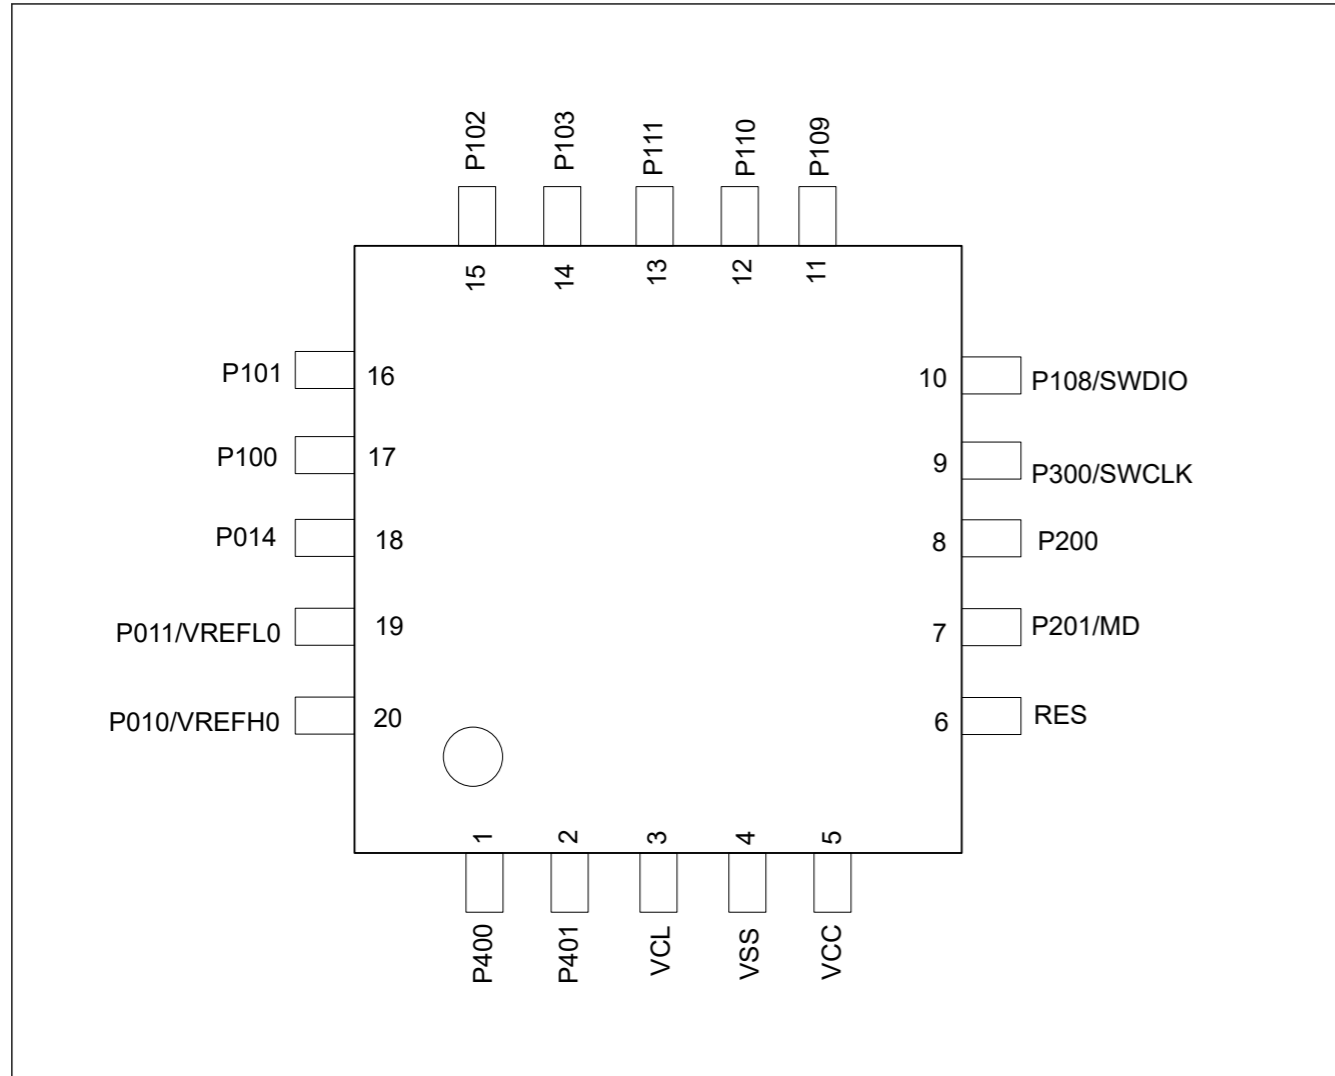 P102
P103
P111
P110
P109
15
14
13
12
11
P101
16
10
P108/SWDIO
P100
17
9
P300/SWCLK
P014
18
8
P200
P011/VREFL0
19
7
P201/MD
P010/VREFH0
20
6
RES
1
2
3
4
5
P400
P401
VCL
VSS
VCC